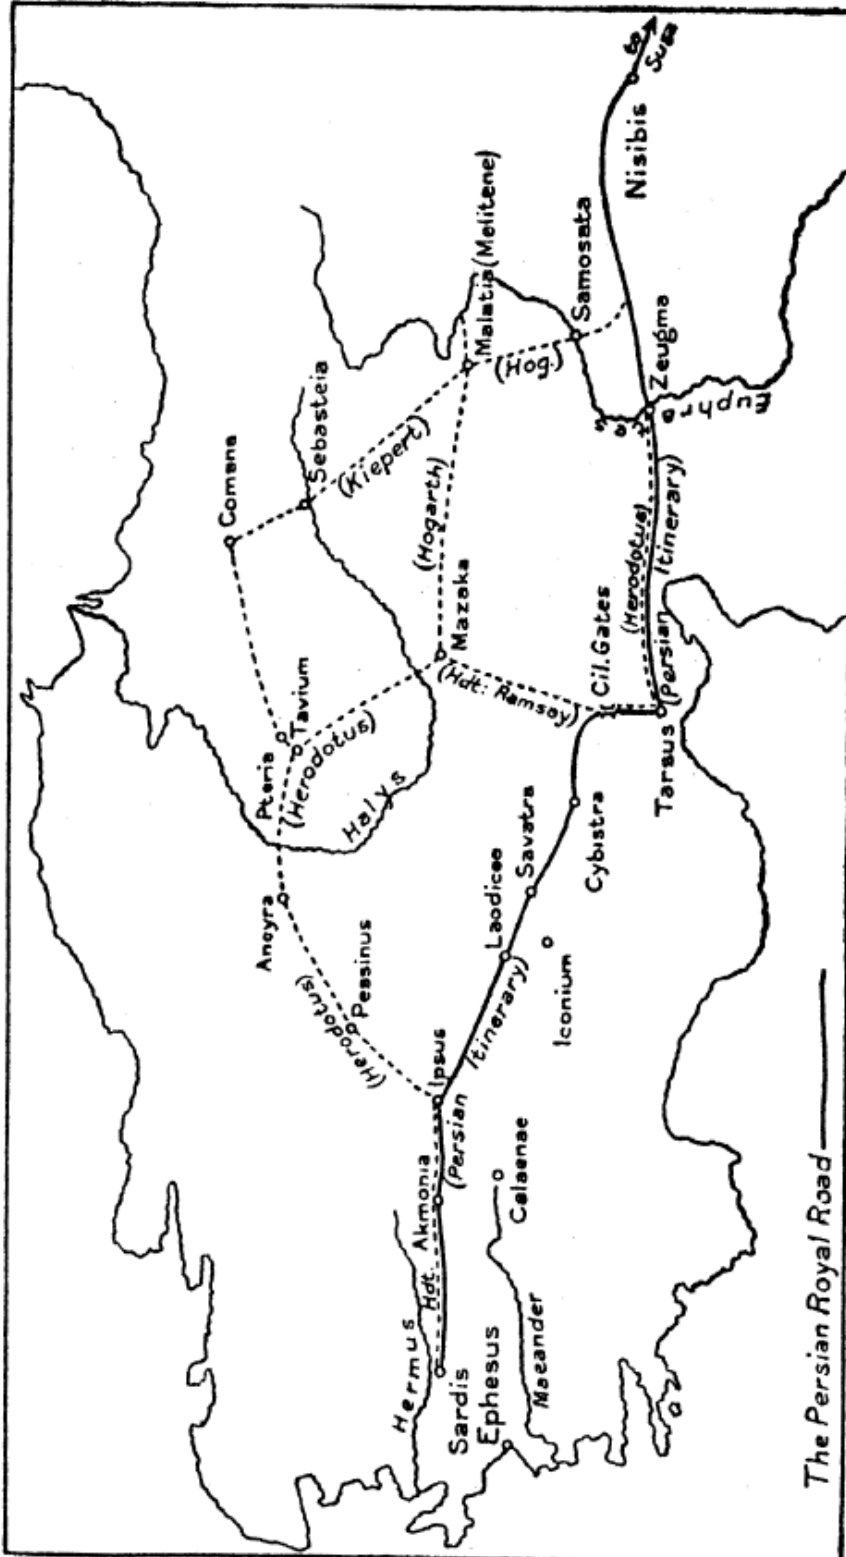 Comana
Sebasteia
(Kiepert)
Malatia (Melitene)
Pteria
Tavium
(Herodotus)
Halys
Mazaka
(Hogarth)
(Hog.)
Samosata
Nisibis
to
Susa
Ancyra
Pessinus
(Herodotus)
(Hdt: Ramsay)
Cil. Gates
(Herodotus)
Zeugma
Euphrates
Hermus
Hdt.
Akmonia
Ipsus
Sardis
(Persian
Itinerary)
Laodicea
Savatra
Cybistra
Tarsus
(Persian
Itinerary)
Ephesus
Maeander
Celaenae
Iconium
The Persian Royal Road